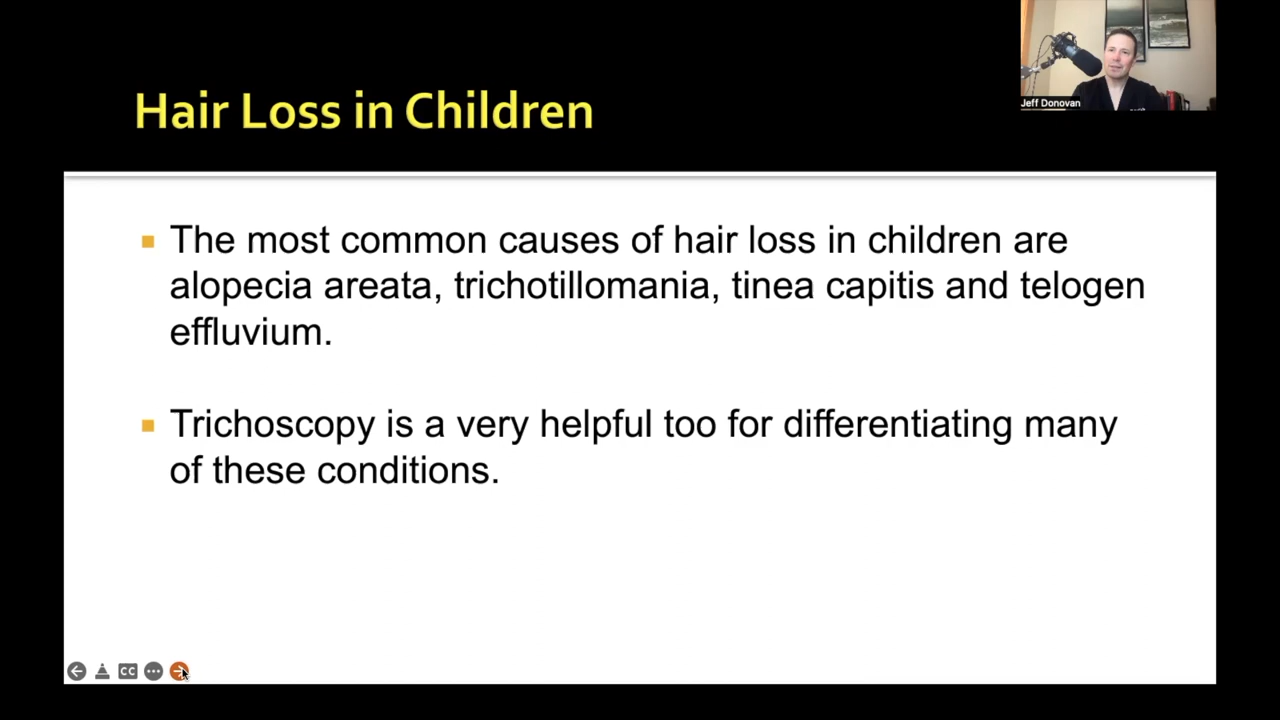 Hair Loss in Children
Jeff Donovan
The most common causes of hair loss in children are
alopecia areata, trichotillomania, tinea capitis and telogen
effluvium.
Trichoscopy is a very helpful too for differentiating many
of these conditions.
CC